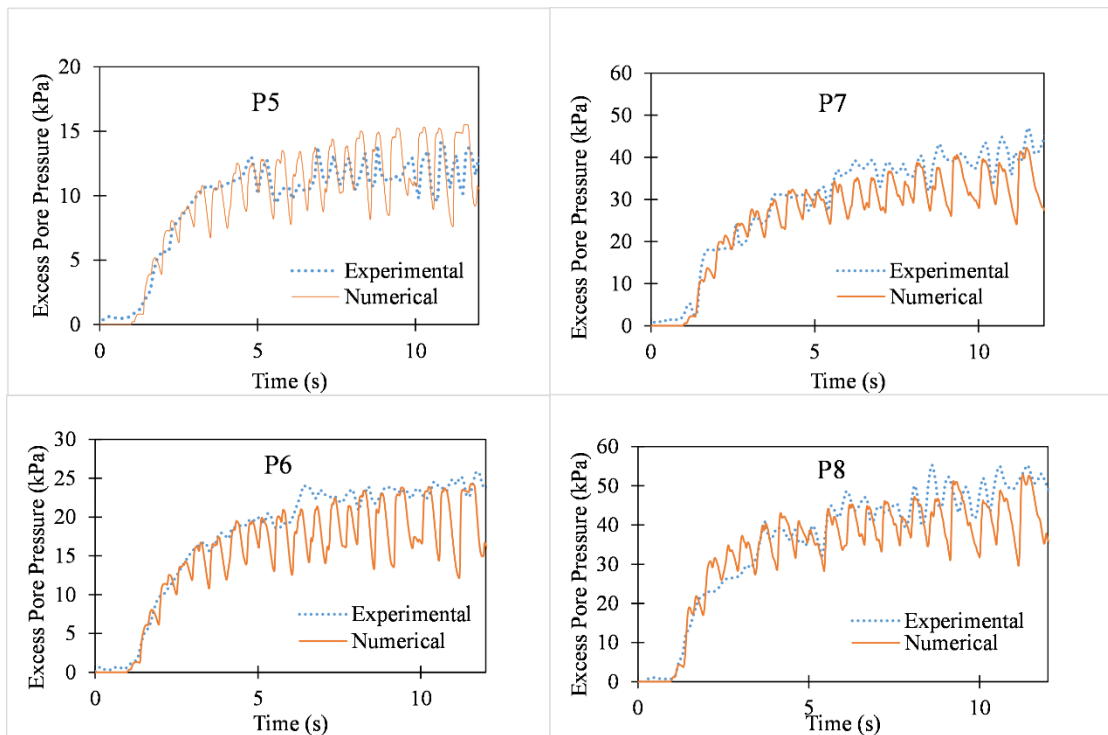 P5
Excess Pore Pressure (kPa)
20
15
10
5
0
0 5 10
Time (s)
Experimental
Numerical
P7
Excess Pore Pressure (kPa)
60
50
40
30
20
10
0
0 5 10
Time (s)
Experimental
Numerical
P6
Excess Pore Pressure (kPa)
30
25
20
15
10
5
0
0 5 10
Time (s)
Experimental
Numerical
P8
Excess Pore Pressure (kPa)
60
50
40
30
20
10
0
0 5 10
Time (s)
Experimental
Numerical